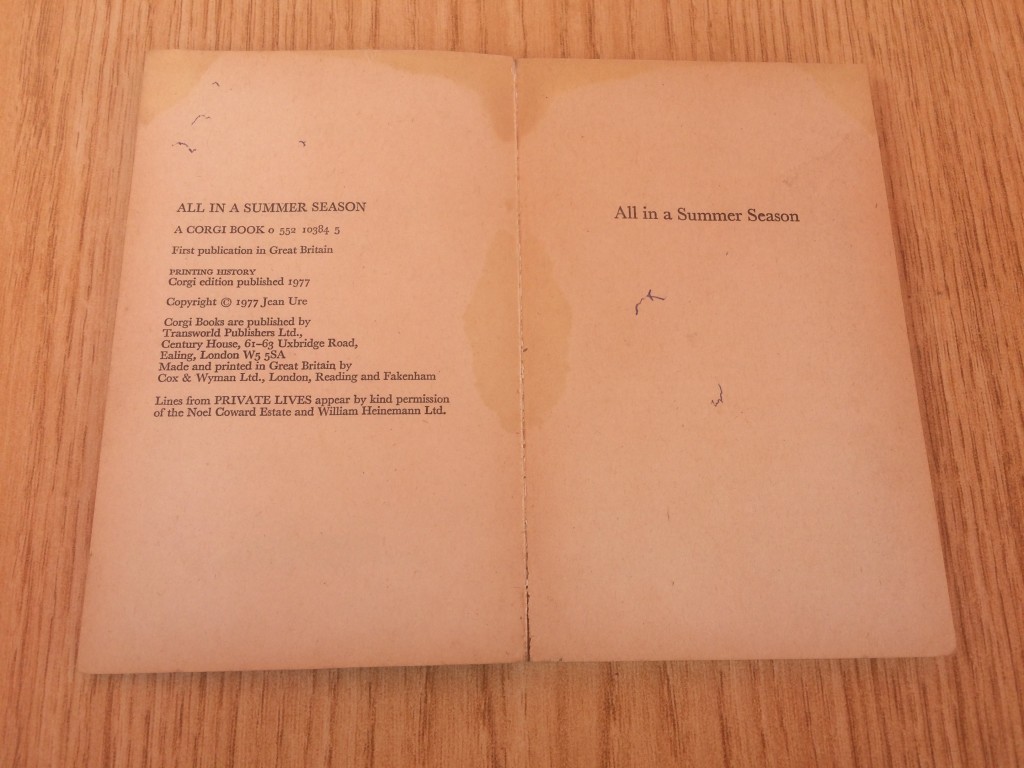 ALL IN A SUMMER SEASON
A CORGI BOOK 0 552 10384 5
First publication in Great Britain
PRINTING HISTORY
Corgi edition published 1977
Copyright © 1977 Jean Ure
Corgi Books are published by
Transworld Publishers Ltd.,
Century House, 61–63 Uxbridge Road,
Ealing, London W5 5SA
Made and printed in Great Britain by
Cox & Wyman Ltd., London, Reading and Fakenham
Lines from PRIVATE LIVES appear by kind permission
of the Noel Coward Estate and William Heinemann Ltd.
All in a Summer Season